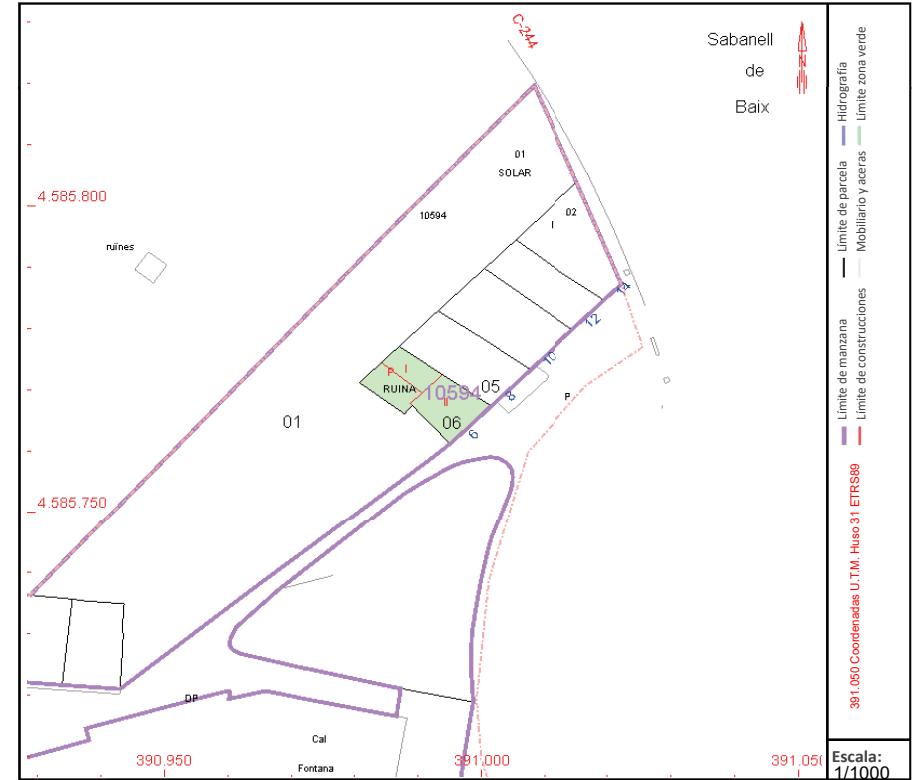 C-244
Sabanell
de
Baix
N
01
SOLAR
02
I
4.585.800
10594
ruïnes
14
12
10
P
I
RUINA
10594
05
8
P
II
01
06
6
4.585.750
DP
Cal
Fontana
390.950
391.000
391.05
Límite de manzana
Límite de parcela
Hidrografía
Límite de construcciones
Mobiliario y aceras
Límite zona verde
391.050 Coordenadas U.T.M. Huso 31 ETRS89
Escala:
1/1000